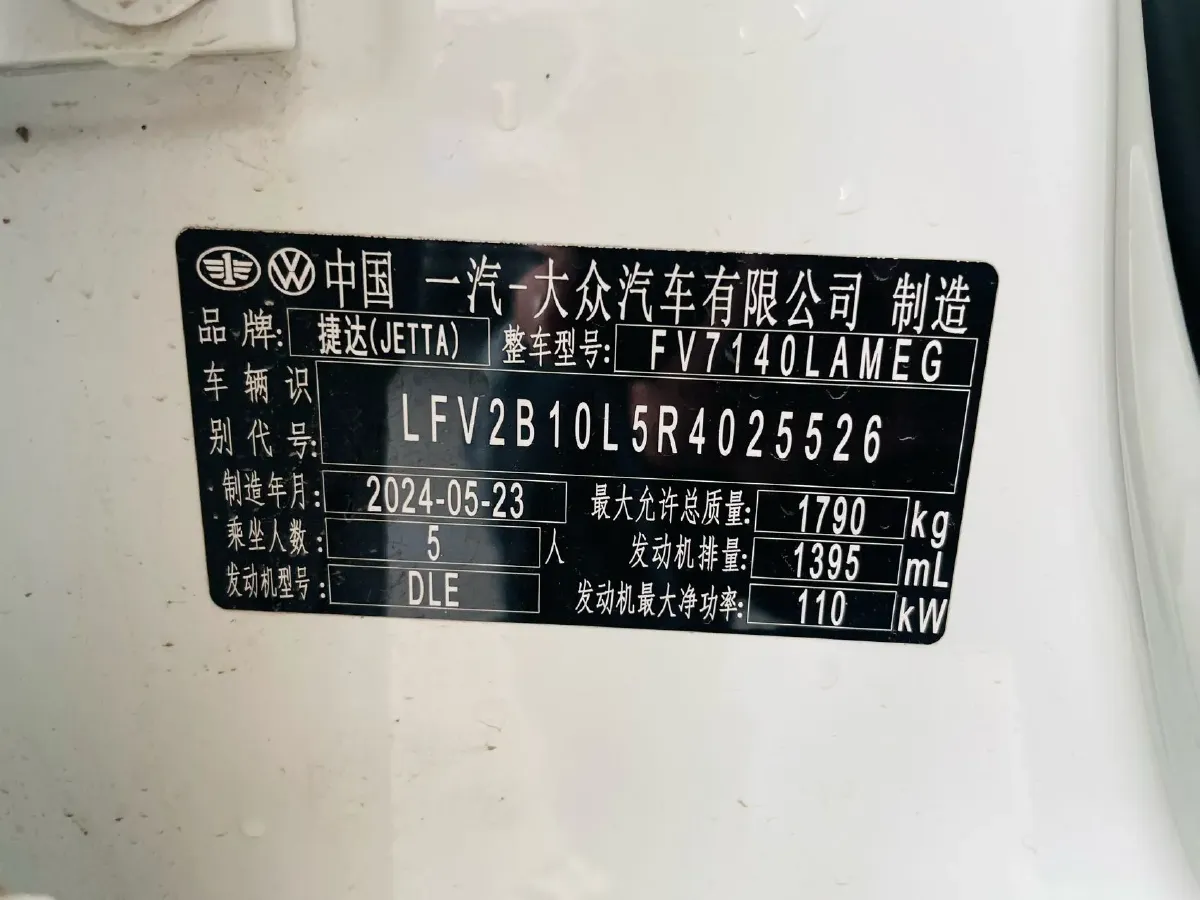 中国 一汽-大众汽车有限公司 制造
品牌: 捷达(JETTA) 整车型号: FV7140LAMEG
车辆识别代号: LFV2B10L5R4025526
制造年月: 2024-05-23 最大允许总质量: 1790 kg
乘坐人数: 5 人 发动机排量: 1395 mL
发动机型号: DLE 发动机最大净功率: 110 kW